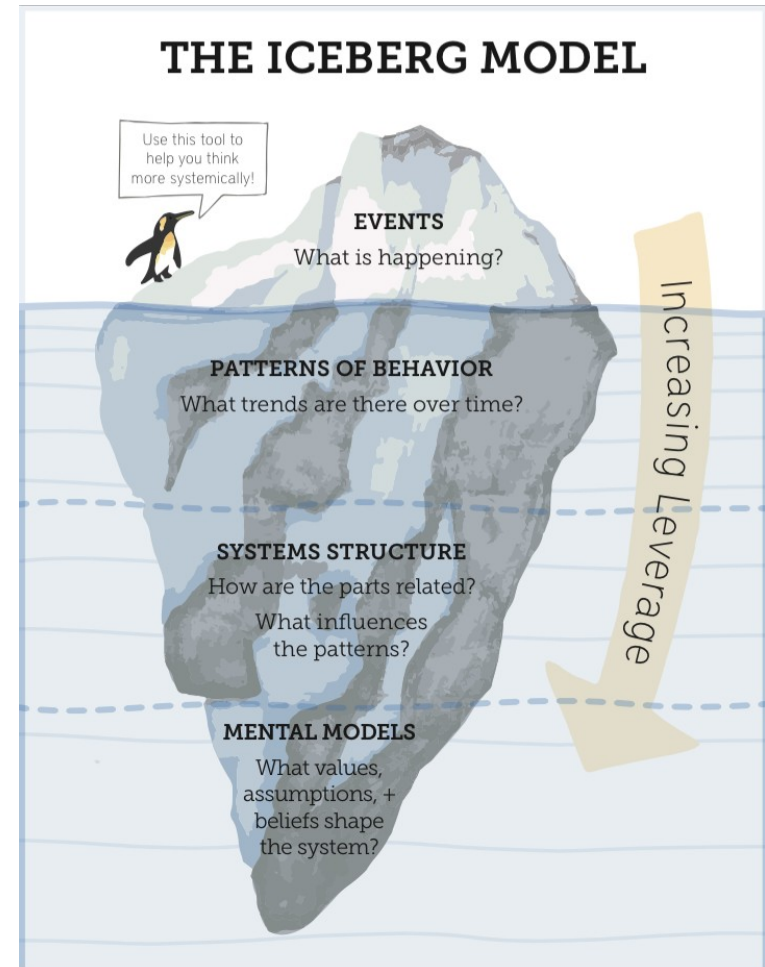 THE ICEBERG MODEL
Use this tool to
help you think
more systemically!
EVENTS
What is happening?
PATTERNS OF BEHAVIOR
What trends are there over time?
SYSTEMS STRUCTURE
How are the parts related?
What influences
the patterns?
MENTAL MODELS
What values,
assumptions, +
beliefs shape
the system?
Increasing Leverage